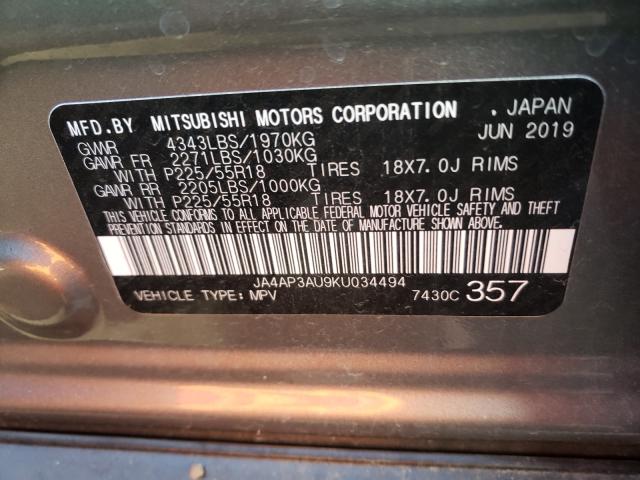 MFD.BY MITSUBISHI MOTORS CORPORATION , JAPAN
JUN 2019
GVWR 4343LBS/1970KG
GAWR FR 2271LBS/1030KG
WITH P225/55R18 TIRES 18X7.0J RIMS
GAWR RR 2205LBS/1000KG
WITH P225/55R18 TIRES 18X7.0J RIMS
THIS VEHICLE CONFORMS TO ALL APPLICABLE FEDERAL MOTOR VEHICLE SAFETY AND THEFT
PREVENTION STANDARDS IN EFFECT ON THE DATE OF MANUFACTURE SHOWN ABOVE.
JA4AP3AU9KU034494
VEHICLE TYPE: MPV 7430C 357